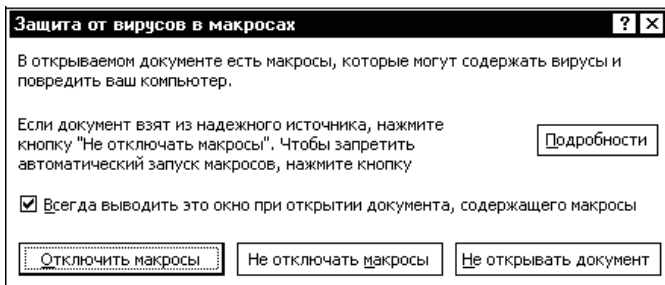 Защита от вирусов в макросах
В открываемом документе есть макросы, которые могут содержать вирусы и
повредить ваш компьютер.
Если документ взят из надежного источника, нажмите
кнопку "Не отключать макросы". Чтобы запретить
автоматический запуск макросов, нажмите кнопку
Подробности
Всегда выводить это окно при открытии документа, содержащего макросы
Отключить макросы
Не отключать макросы
Не открывать документ